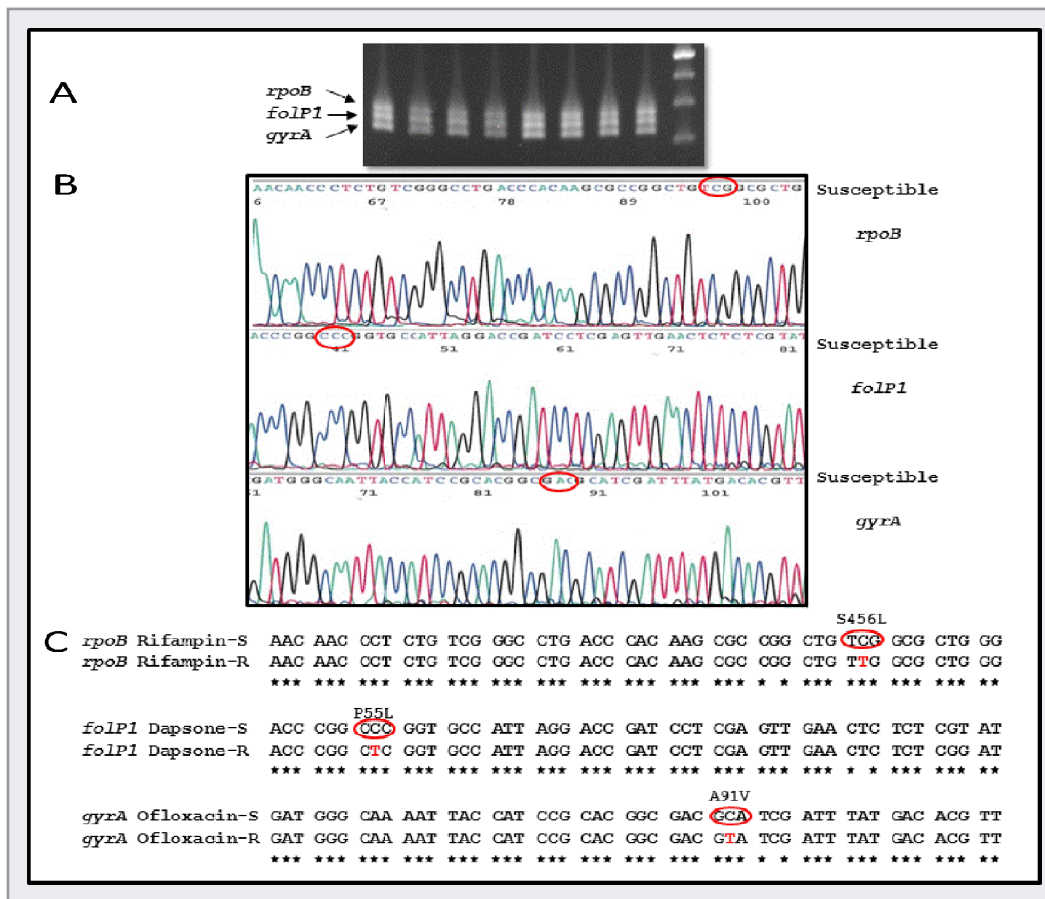 A
rpoB
folP1
gyrA
B
AACAACCCTCTGTCGGGCCTGACCCACAAGCGCCGGCTGTCGGCGCTG
6 67 78 89 100
Susceptible
rpoB
ACCCGGCCCGGTGCCATTAGGACCGATCCTCGAGTTGAACTCTCTCGTAT
41 51 61 71 81
Susceptible
folP1
GATGGGCAATTACCATCCGCACGGCGACGCATCGATTTATGACACGTT
71 81 91 101
Susceptible
gyrA
C
S456L
rpoB Rifampin-S AAC AAC CCT CTG TCG GGC CTG ACC CAC AAG CGC CGG CTG TCG GCG CTG GG
rpoB Rifampin-R AAC AAC CCT CTG TCG GGC CTG ACC CAC AAG CGC CGG CTG TTG GCG CTG GG
*** *** *** *** *** *** *** *** *** *** *** * * *** *** *** *** **
P55L
folP1 Dapsone-S ACC CGG CCC GGT GCC ATT AGG ACC GAT CCT CGA GTT GAA CTC TCT CGT AT
folP1 Dapsone-R ACC CGG CTC GGT GCC ATT AGG ACC GAT CCT CGA GTT GAA CTC TCT CGG AT
*** *** *** *** *** *** *** *** *** *** *** *** *** * * *** *** **
A91V
gyrA Ofloxacin-S GAT GGG CAA AAT TAC CAT CCG CAC GGC GAC GCA TCG ATT TAT GAC ACG TT
gyrA Ofloxacin-R GAT GGG CAA AAT TAC CAT CCG CAC GGC GAC GTA TCG ATT TAT GAC ACG TT
*** *** *** *** *** *** *** *** *** *** *** * * *** *** *** *** **